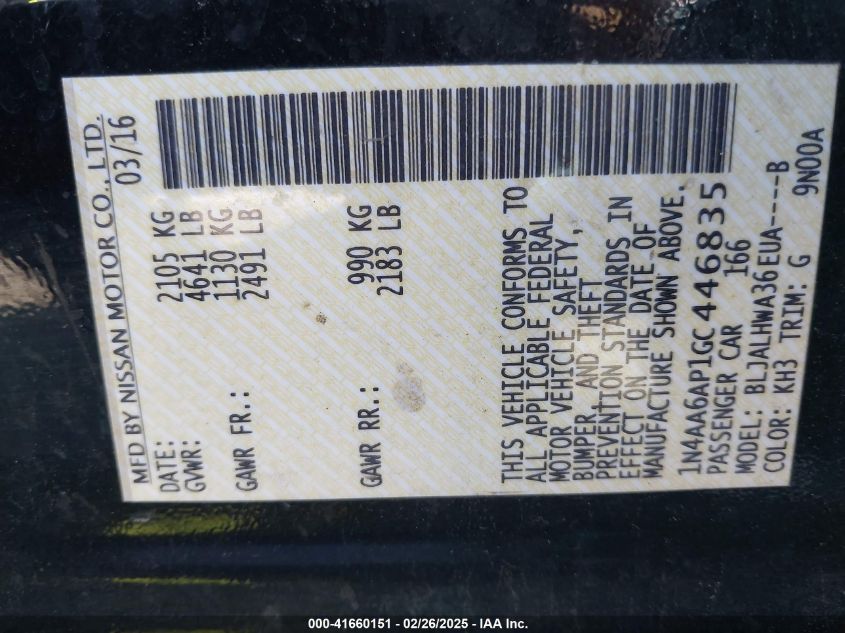 MFD BY NISSAN MOTOR CO., LTD.
DATE: 03/16
GVWR: 2105 KG
4641 LB
GAWR FR.: 1130 KG
2491 LB
GAWR RR.: 990 KG
2183 LB
THIS VEHICLE CONFORMS TO
ALL APPLICABLE FEDERAL
MOTOR VEHICLE SAFETY,
BUMPER, AND THEFT
PREVENTION STANDARDS IN
EFFECT ON THE DATE OF
MANUFACTURE SHOWN ABOVE.
1N4AA6AP1GC446835
PASSENGER CAR 166
MODEL: BLJALHWA36EUA----B
COLOR: KH3 TRIM: G 9N00A
000-41660151 - 02/26/2025 - IAA Inc.